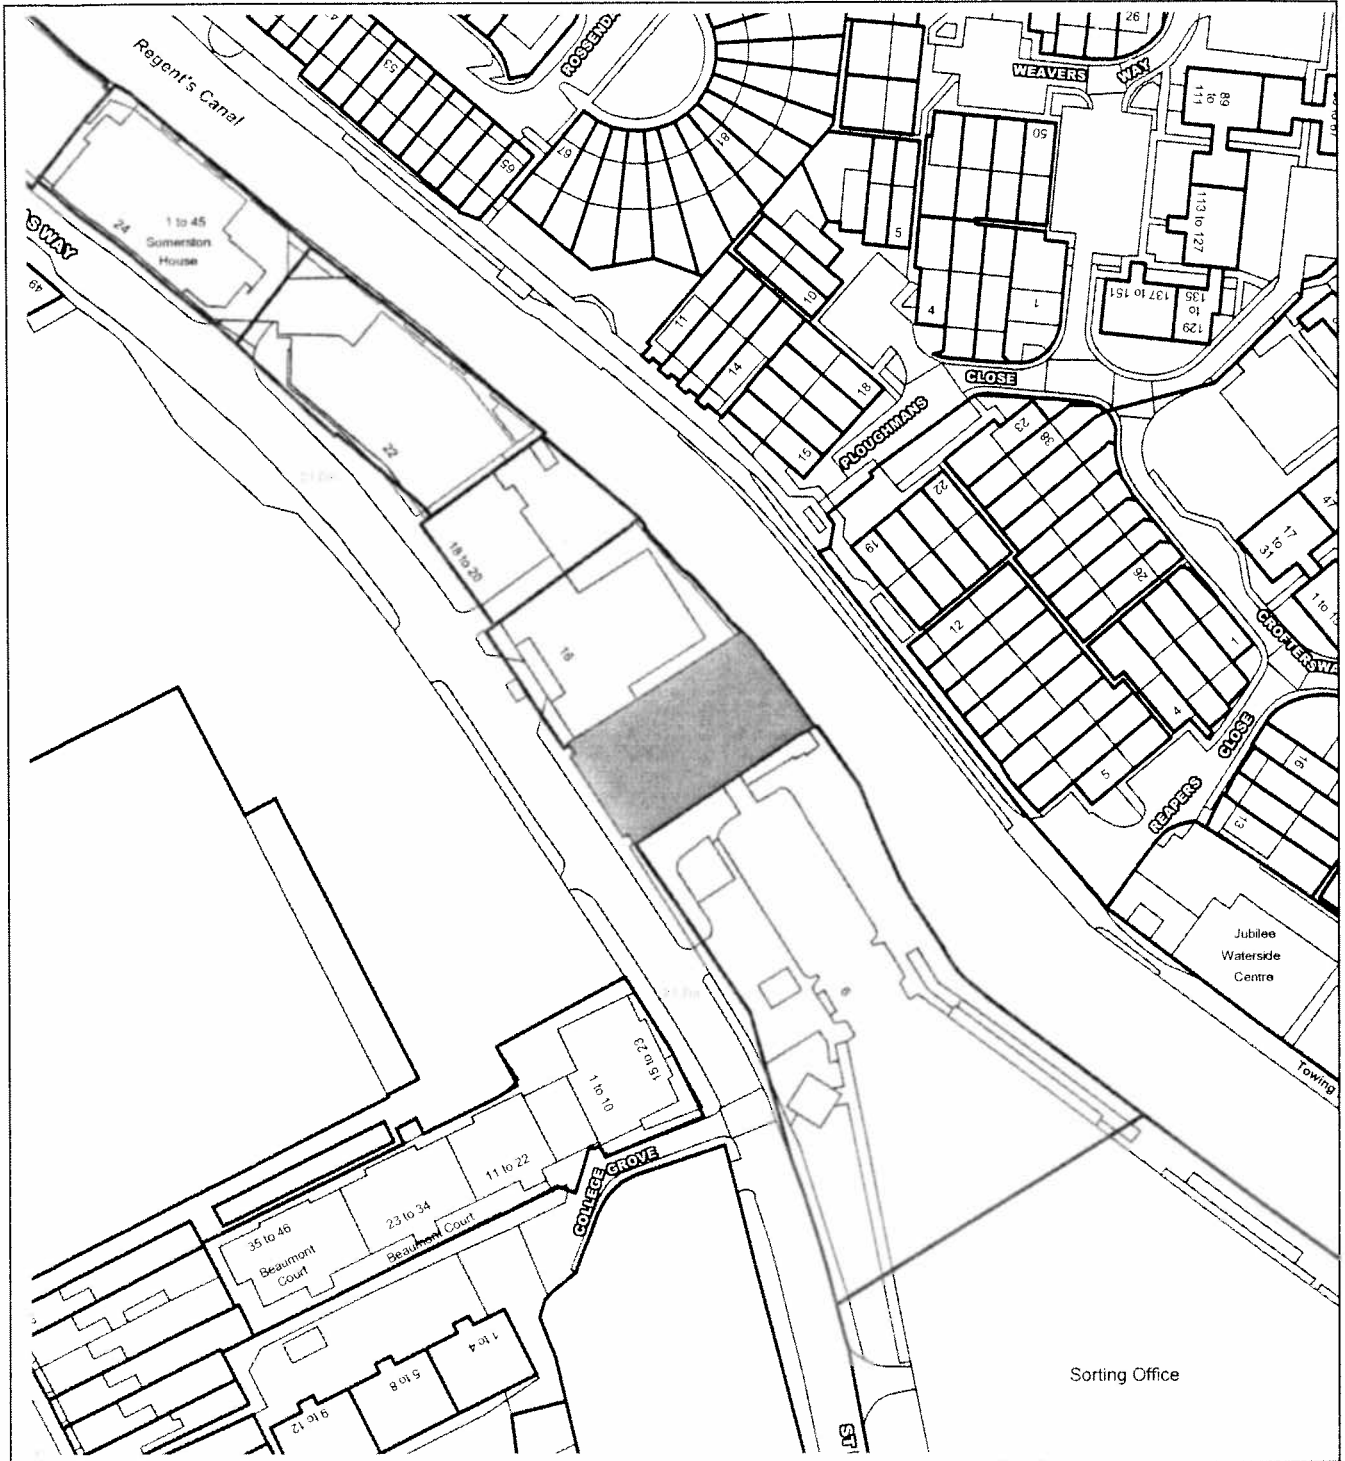 Regent's Canal
53
65
67
81
ROSSENDA
WEAVERS WAY
26
89
to
111
113 to 127
50
5
4
1
137 to 151
135
to
129
10
11
14
15
18
CLOSE
PLOUGHMANS
23
38
22
19
26
12
1
4
5
17
to
31
47
CROFTERS WA
CLOSE
REAPERS
16
13
Jubilee
Waterside
Centre
Towing
24
1 to 45
Somerston
House
'S WAY
49
22
18 to 20
16
6
15 to 23
1 to 10
11 to 22
23 to 34
35 to 46
Beaumont Court
Beaumont
Court
COLLEGE GROVE
1 to 4
5 to 8
9 to 12
ST
Sorting Office